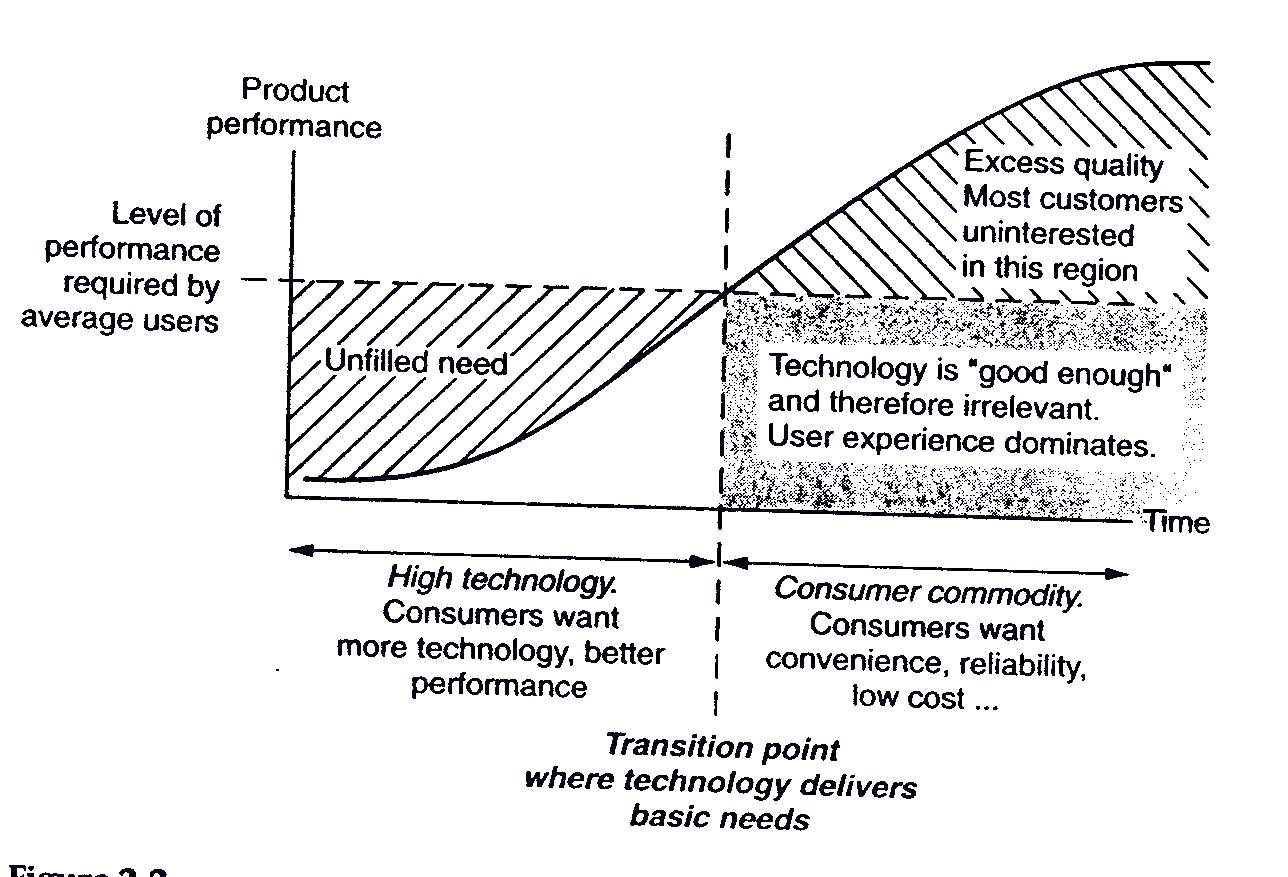 Product
performance
Level of
performance
required by
average users
Unfilled need
Excess quality
Most customers
uninterested
in this region
Technology is "good enough"
and therefore irrelevant.
User experience dominates.
Time
High technology.
Consumers want
more technology, better
performance
Consumer commodity.
Consumers want
convenience, reliability,
low cost ...
Transition point
where technology delivers
basic needs
Figure